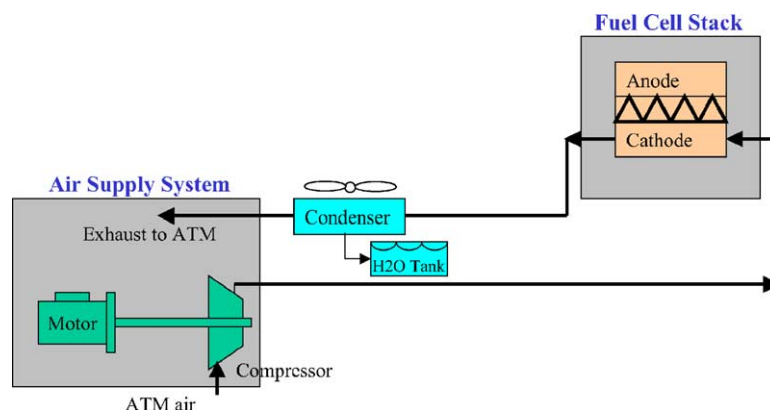 Fuel Cell Stack
Anode
Cathode
Air Supply System
Condenser
Exhaust to ATM
H2O Tank
Motor
Compressor
ATM air